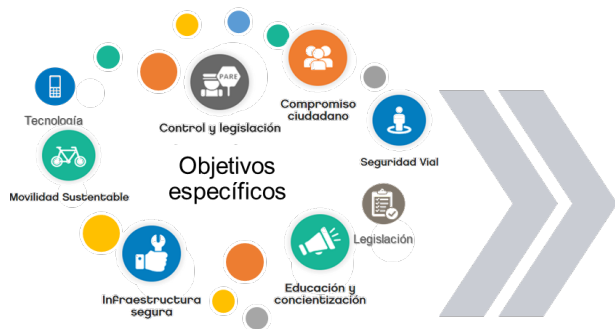 PARE
Compromiso
ciudadano
Tecnología
Control y legislación
Seguridad Vial
Objetivos
específicos
Movilidad Sustentable
Legislación
Infraestructura
segura
Educación y
concientización